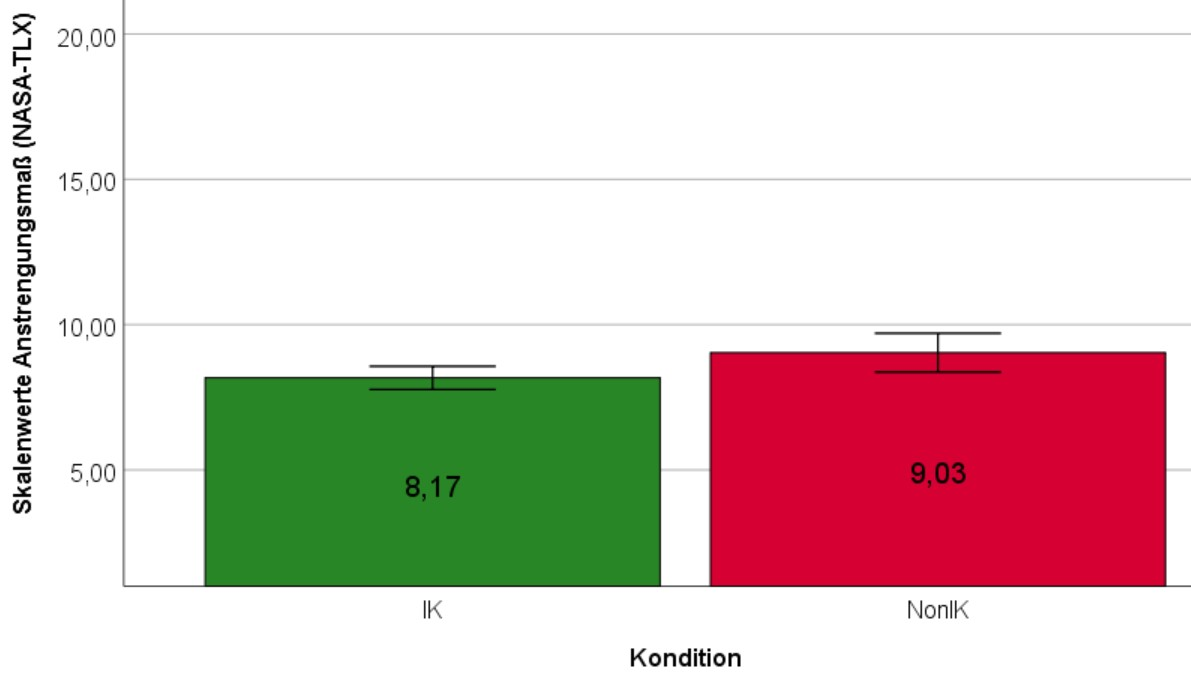 Skalenwerte Anstrengungsmaß (NASA-TLX)
20,00
15,00
10,00
5,00
8,17
9,03
IK
NonIK
Kondition